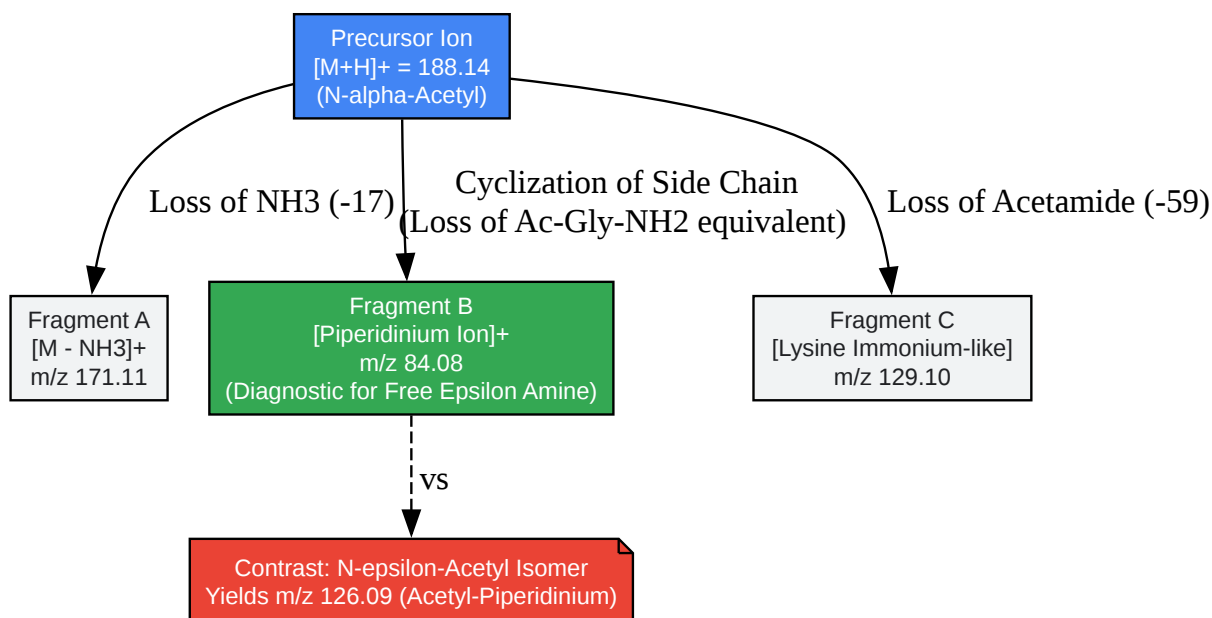 Precursor Ion
[M+H]+ = 188.14
(N-alpha-Acetyl)
Loss of NH3 (-17)
Cyclization of Side Chain
(Loss of Ac-Gly-NH2 equivalent)
Loss of Acetamide (-59)
Fragment A
[M - NH3]+
m/z 171.11
Fragment B
[Piperidinium Ion]+
m/z 84.08
(Diagnostic for Free Epsilon Amine)
Fragment C
[Lysine Immonium-like]
m/z 129.10
vs
Contrast: N-epsilon-Acetyl Isomer
Yields m/z 126.09 (Acetyl-Piperidinium)